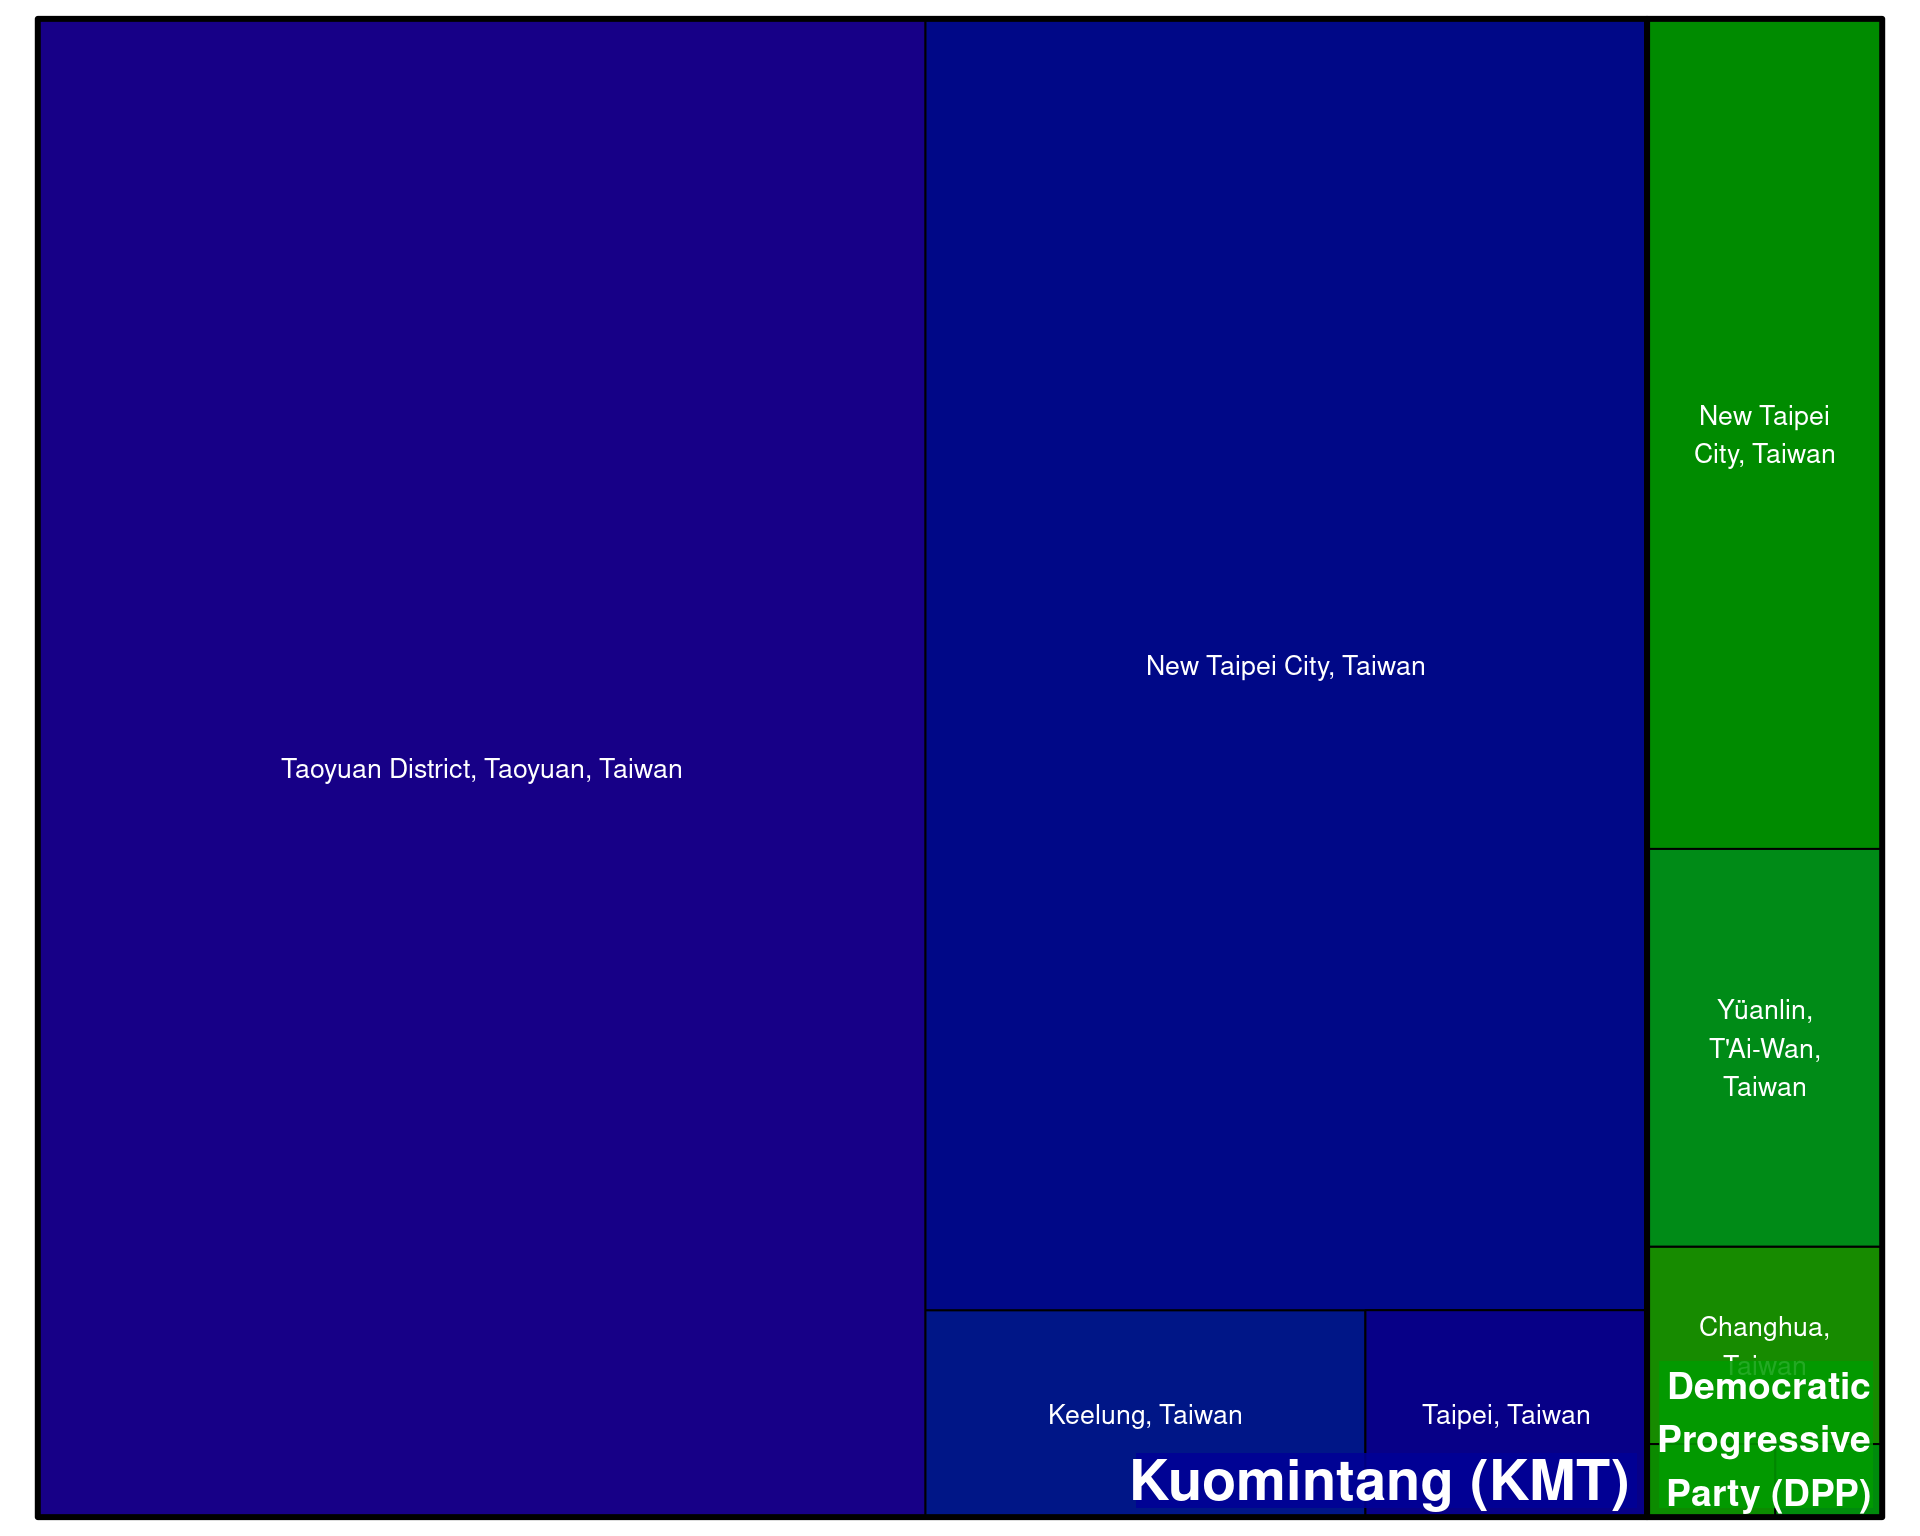 Taoyuan District, Taoyuan, Taiwan
New Taipei City, Taiwan
Keelung, Taiwan
Taipei, Taiwan
Kuomintang (KMT)
New Taipei
City, Taiwan
Yüanlin,
T'Ai-Wan,
Taiwan
Changhua,
Taiwan
Democratic
Progressive
Party (DPP)